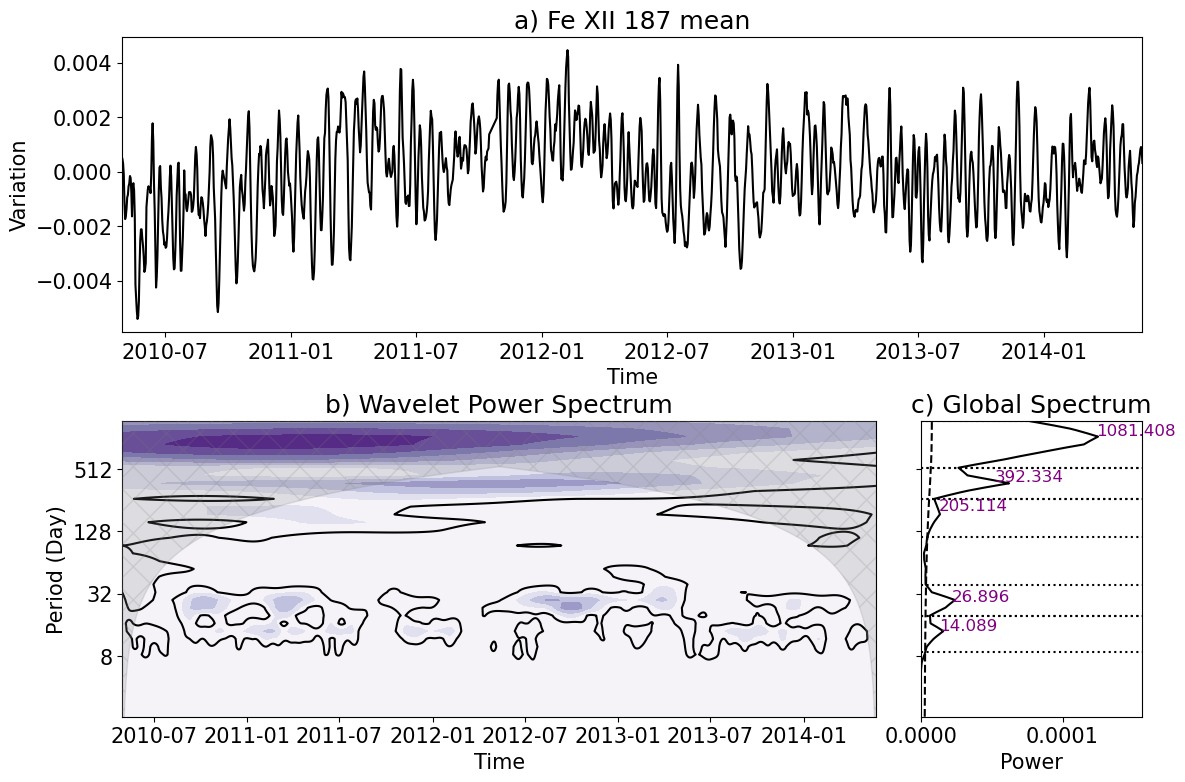 a) Fe XII 187 mean
0.004
0.002
0.000
−0.002
−0.004
Variation
2010-07 2011-01 2011-07 2012-01 2012-07 2013-01 2013-07 2014-01
Time
b) Wavelet Power Spectrum
512
128
32
8
Period (Day)
2010-07 2011-01 2011-07 2012-01 2012-07 2013-01 2013-07 2014-01
Time
c) Global Spectrum
1081.408
392.334
205.114
26.896
14.089
0.0000 0.0001
Power